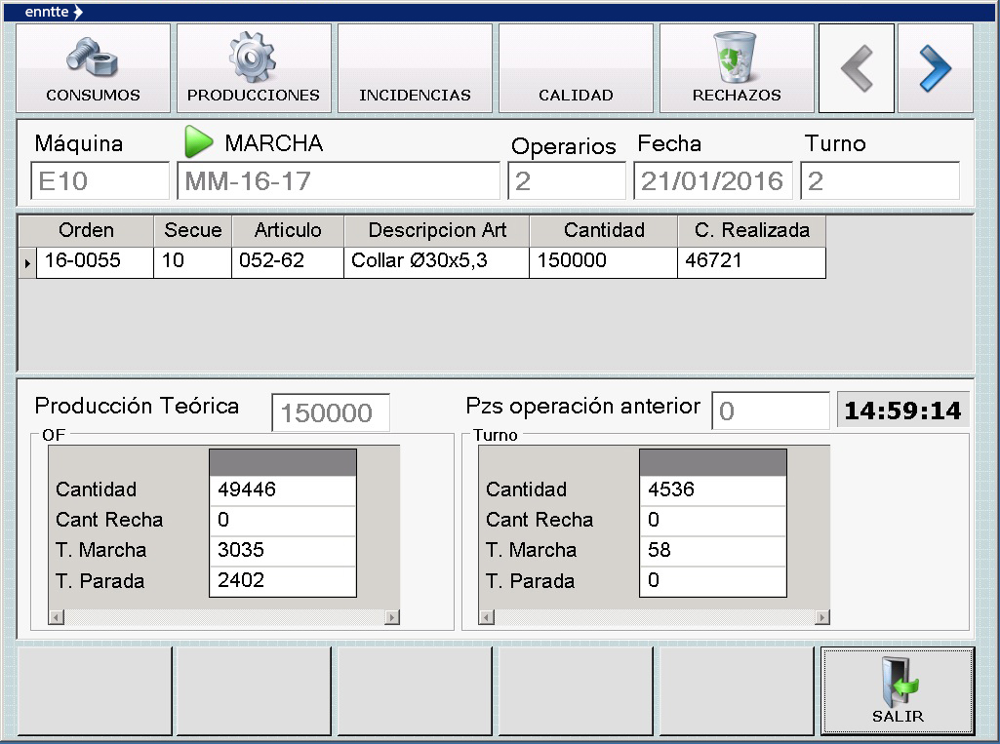 enntte
CONSUMOS PRODUCCIONES INCIDENCIAS CALIDAD RECHAZOS
Máquina MARCHA Operarios Fecha Turno
E10 MM-16-17 2 21/01/2016 2
Orden Secue Articulo Descripcion Art Cantidad C. Realizada
16-0055 10 052-62 Collar Ø30x5,3 150000 46721
Producción Teórica 150000 Pzs operación anterior 0 14:59:14
OF Turno
Cantidad 49446 Cantidad 4536
Cant Recha 0 Cant Recha 0
T. Marcha 3035 T. Marcha 58
T. Parada 2402 T. Parada 0
SALIR